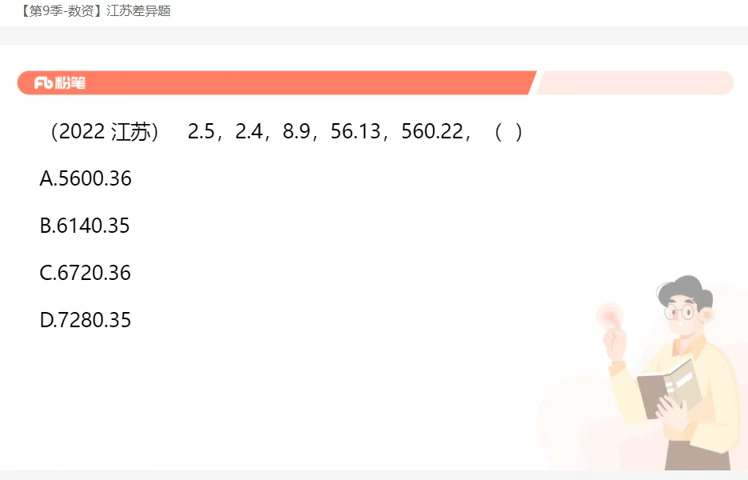 【第9季-数资】江苏差异题
粉笔
（2022 江苏） 2.5，2.4，8.9，56.13，560.22，（ ）
A.5600.36
B.6140.35
C.6720.36
D.7280.35